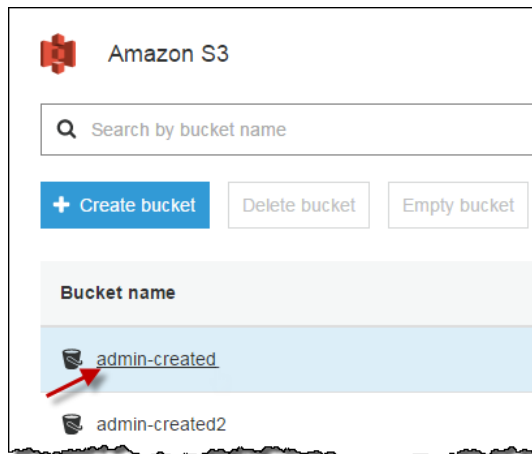 Amazon S3
Search by bucket name
Create bucket Delete bucket Empty bucket
Bucket name
admin-created
admin-created2